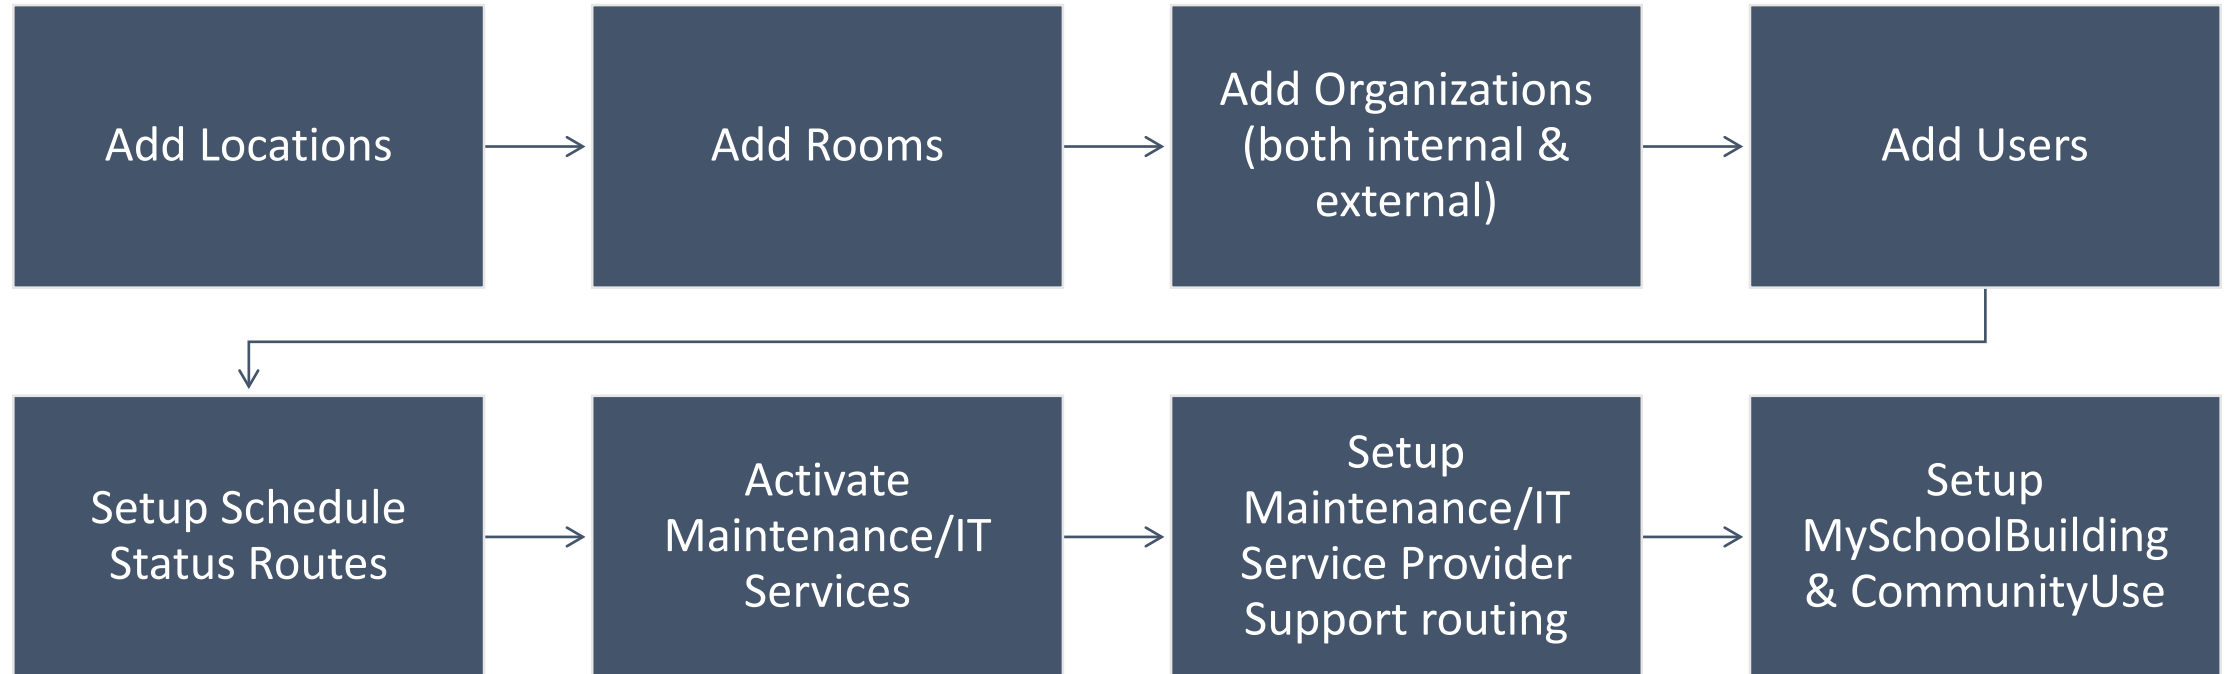 Add Locations
Add Rooms
Add Organizations
(both internal &
external)
Add Users
Setup Schedule
Status Routes
Activate
Maintenance/IT
Services
Setup
Maintenance/IT
Service Provider
Support routing
Setup
MySchoolBuilding
& CommunityUse